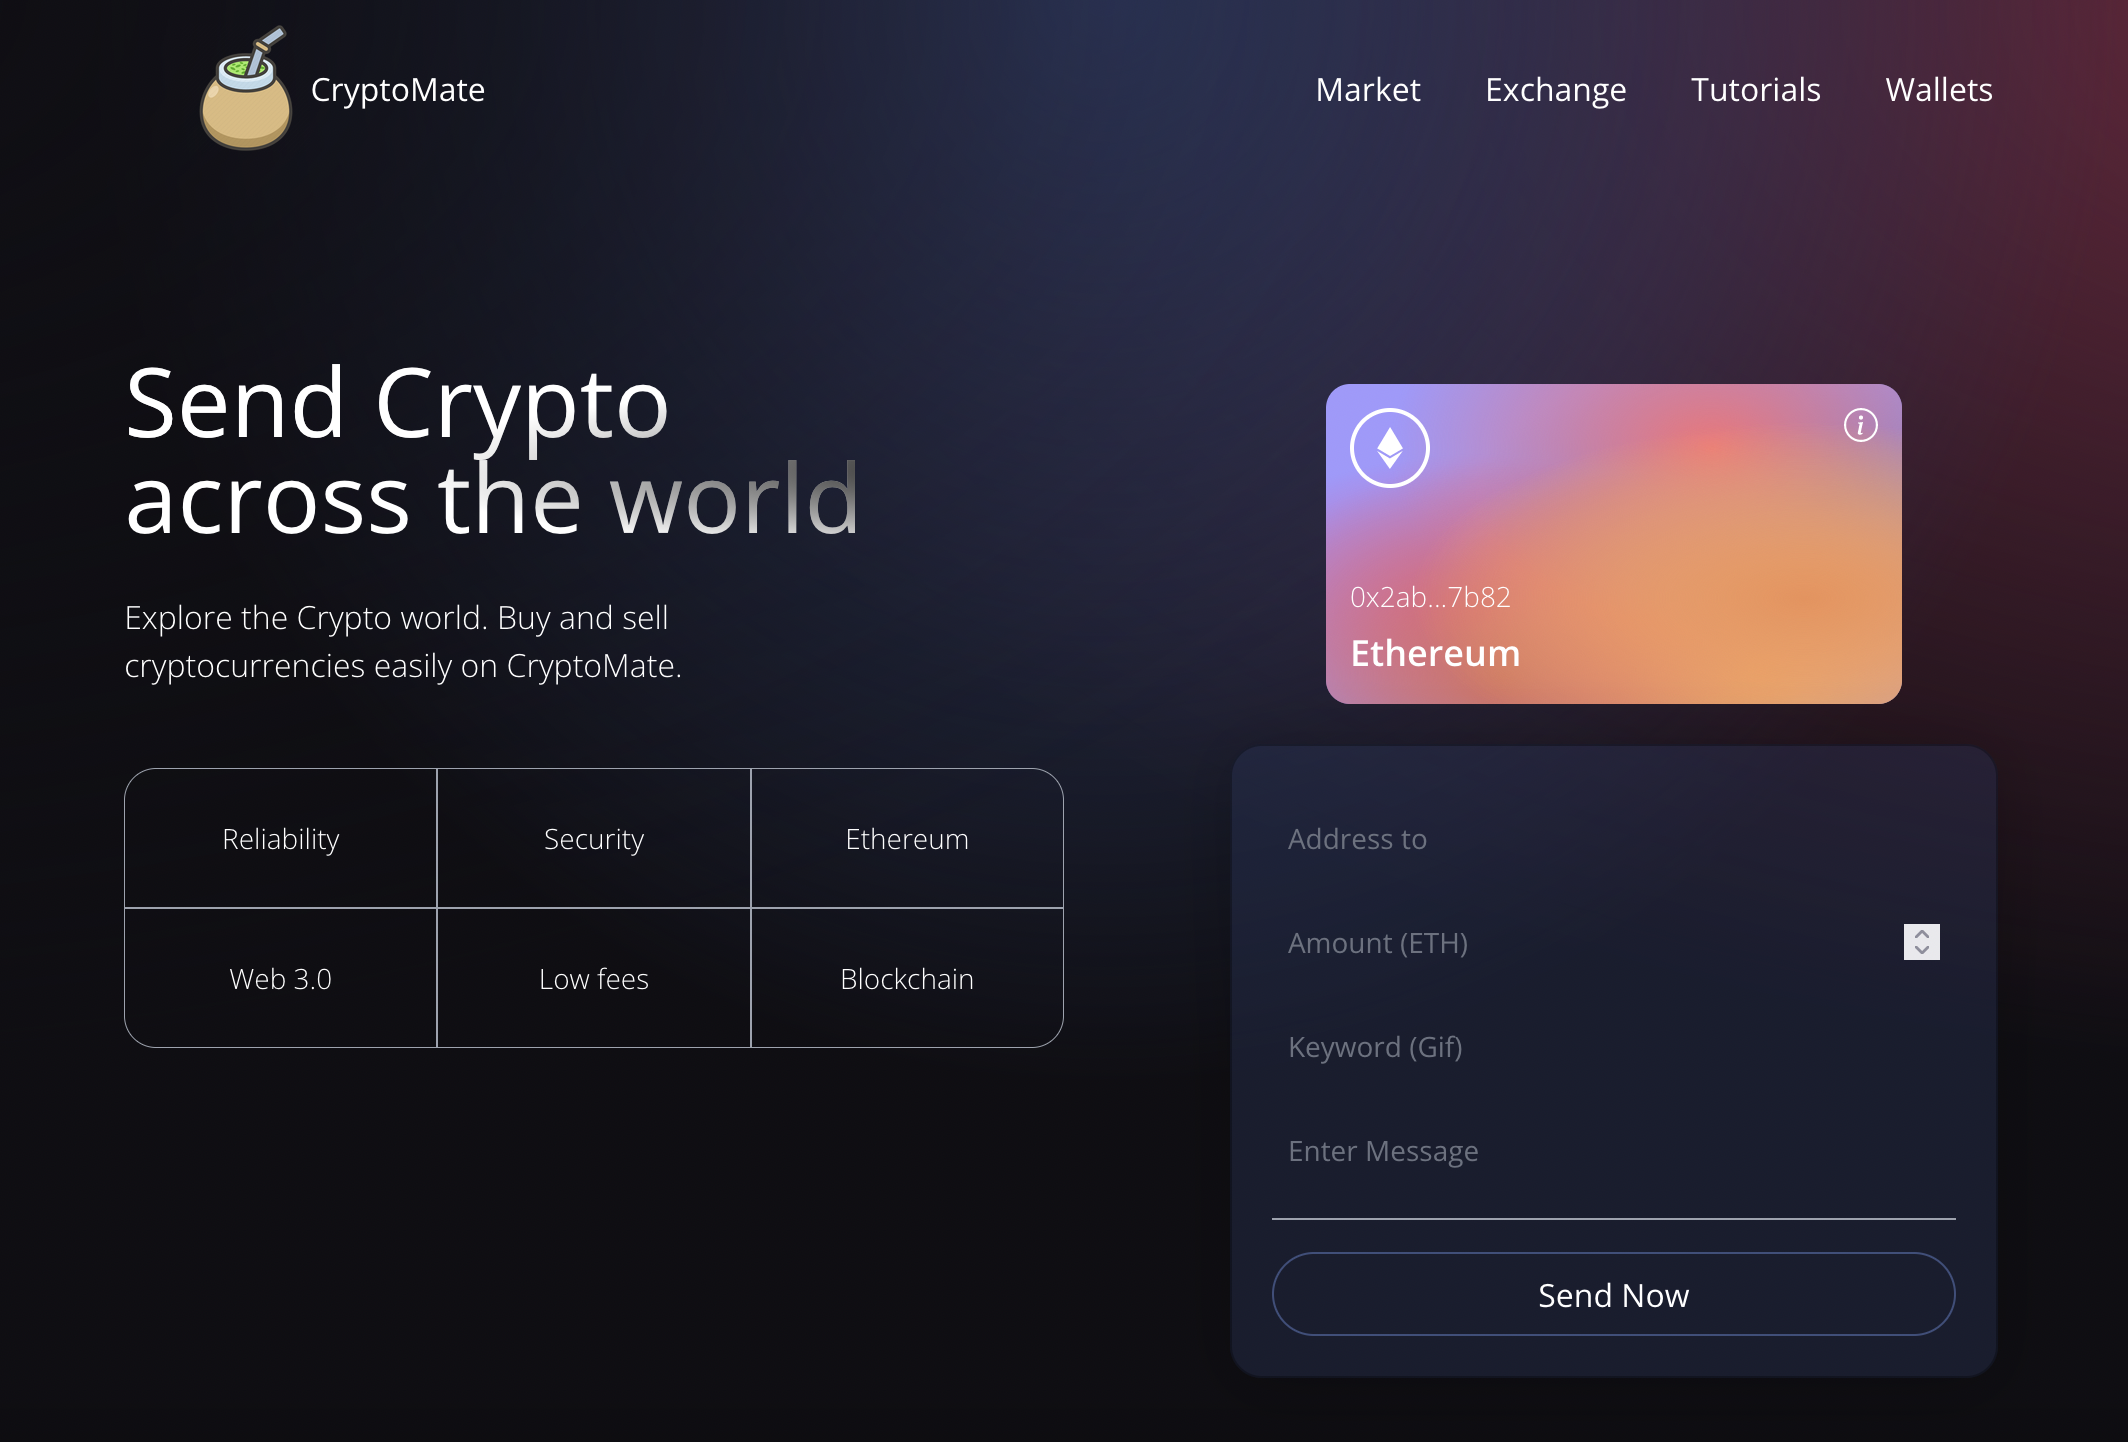 CryptoMate
Market Exchange Tutorials Wallets
Send Crypto
across the world
Explore the Crypto world. Buy and sell
cryptocurrencies easily on CryptoMate.
Reliability Security Ethereum
Web 3.0 Low fees Blockchain
i
0x2ab...7b82
Ethereum
Address to
Amount (ETH)
Keyword (Gif)
Enter Message
Send Now